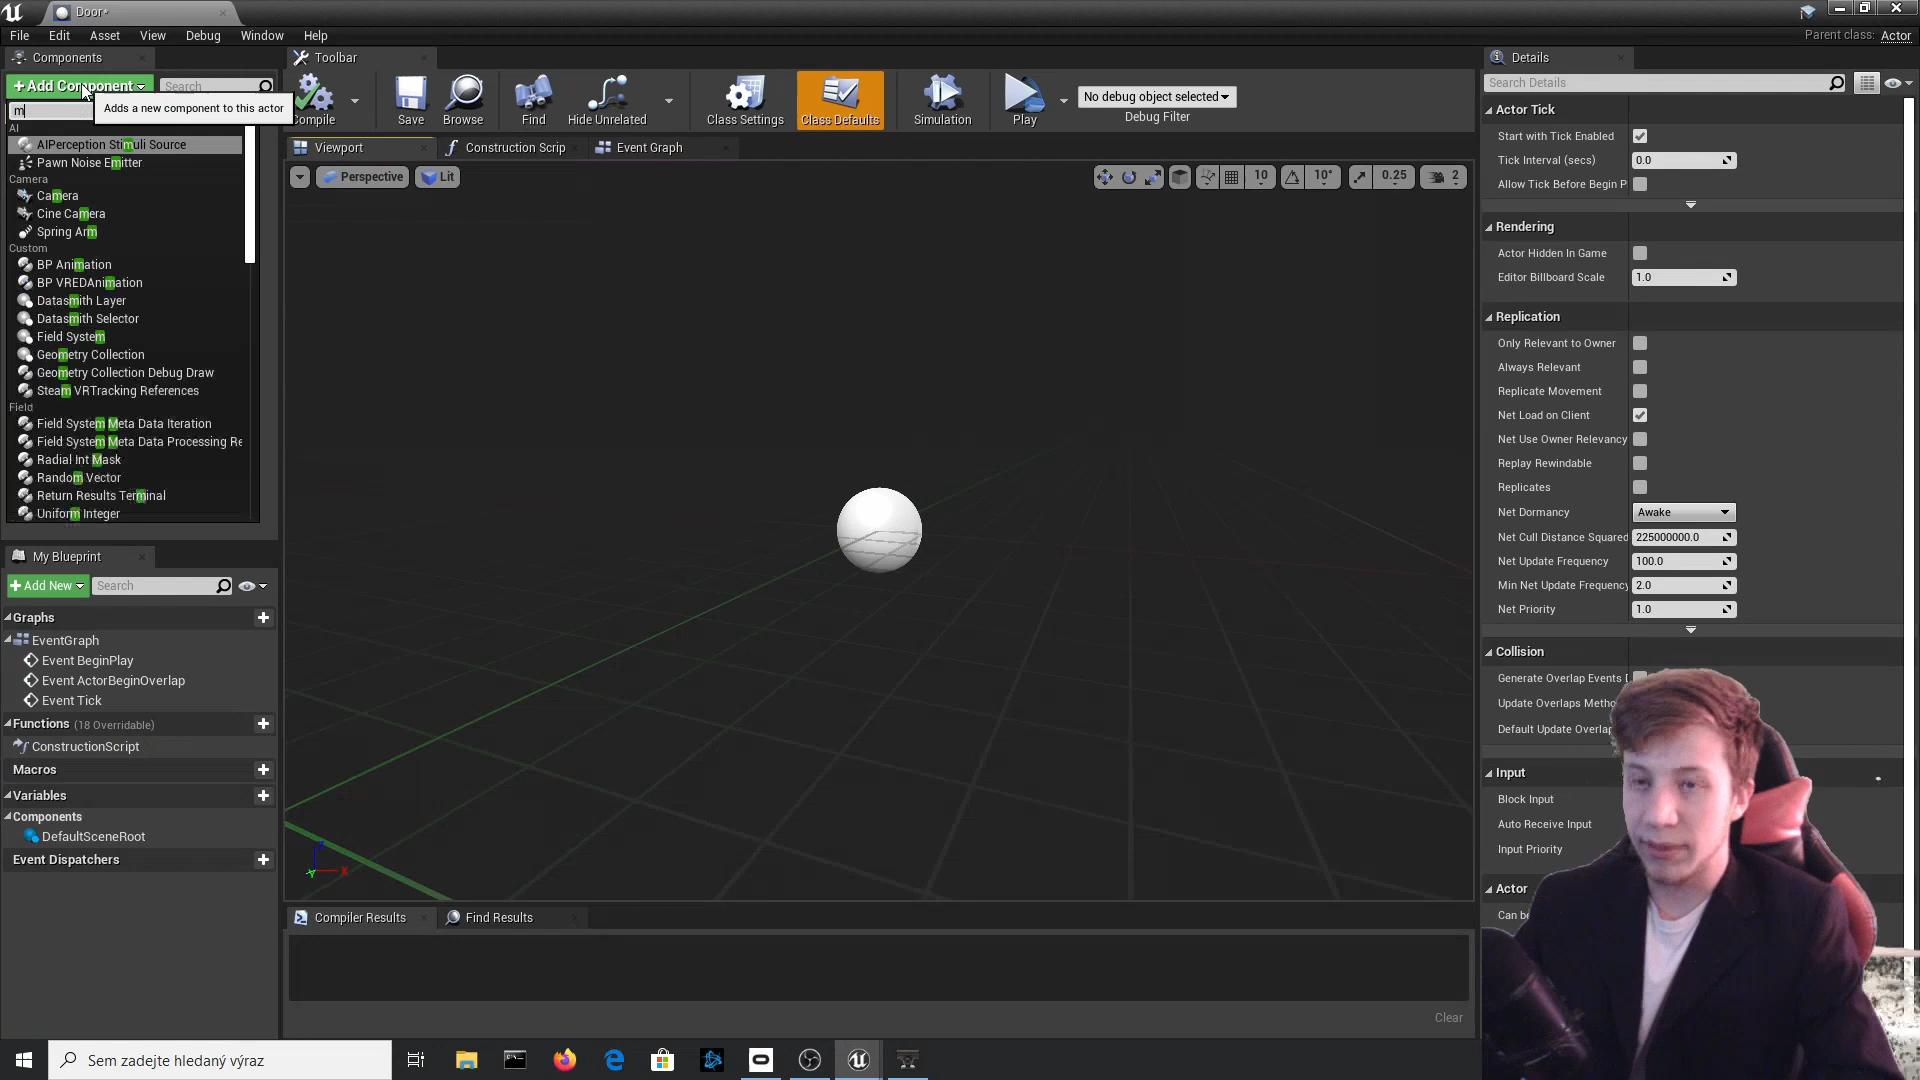 Door*
File Edit Asset View Debug Window Help
Parent class: Actor
Components
+ Add Component
Search
m
Adds a new component to this actor
AI
AIPerception Stimuli Source
Pawn Noise Emitter
Camera
Camera
Cine Camera
Spring Arm
Custom
BP Animation
BP VREDAnimation
Datasmith Layer
Datasmith Selector
Field System
Geometry Collection
Geometry Collection Debug Draw
Steam VRTracking References
Field
Field System Meta Data Iteration
Field System Meta Data Processing Re
Radial Int Mask
Random Vector
Return Results Terminal
Uniform Integer
My Blueprint
+ Add New
Search
Graphs
EventGraph
Event BeginPlay
Event ActorBeginOverlap
Event Tick
Functions (18 Overridable)
ConstructionScript
Macros
Variables
Components
DefaultSceneRoot
Event Dispatchers
Toolbar
Compile
Save
Browse
Find
Hide Unrelated
Class Settings
Class Defaults
Simulation
Play
No debug object selected
Debug Filter
Viewport
Construction Scrip
Event Graph
Perspective
Lit
10
10°
0.25
2
X
Compiler Results
Find Results
Clear
Details
Search Details
Actor Tick
Start with Tick Enabled
Tick Interval (secs) 0.0
Allow Tick Before Begin P
Rendering
Actor Hidden In Game
Editor Billboard Scale 1.0
Replication
Only Relevant to Owner
Always Relevant
Replicate Movement
Net Load on Client
Net Use Owner Relevancy
Replay Rewindable
Replicates
Net Dormancy Awake
Net Cull Distance Squared 225000000.0
Net Update Frequency 100.0
Min Net Update Frequency 2.0
Net Priority 1.0
Collision
Generate Overlap Events
Update Overlaps Metho
Default Update Overlap
Input
Block Input
Auto Receive Input
Input Priority
Actor
Can be
Sem zadejte hledaný výraz